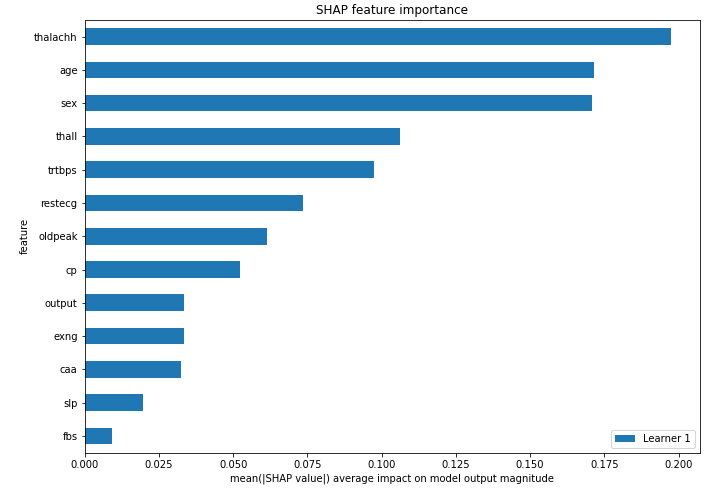 SHAP feature importance
thalachh
age
sex
thall
trtbps
restecg
oldpeak
cp
output
exng
caa
slp
fbs
feature
Learner 1
0.000 0.025 0.050 0.075 0.100 0.125 0.150 0.175 0.200
mean(|SHAP value|) average impact on model output magnitude